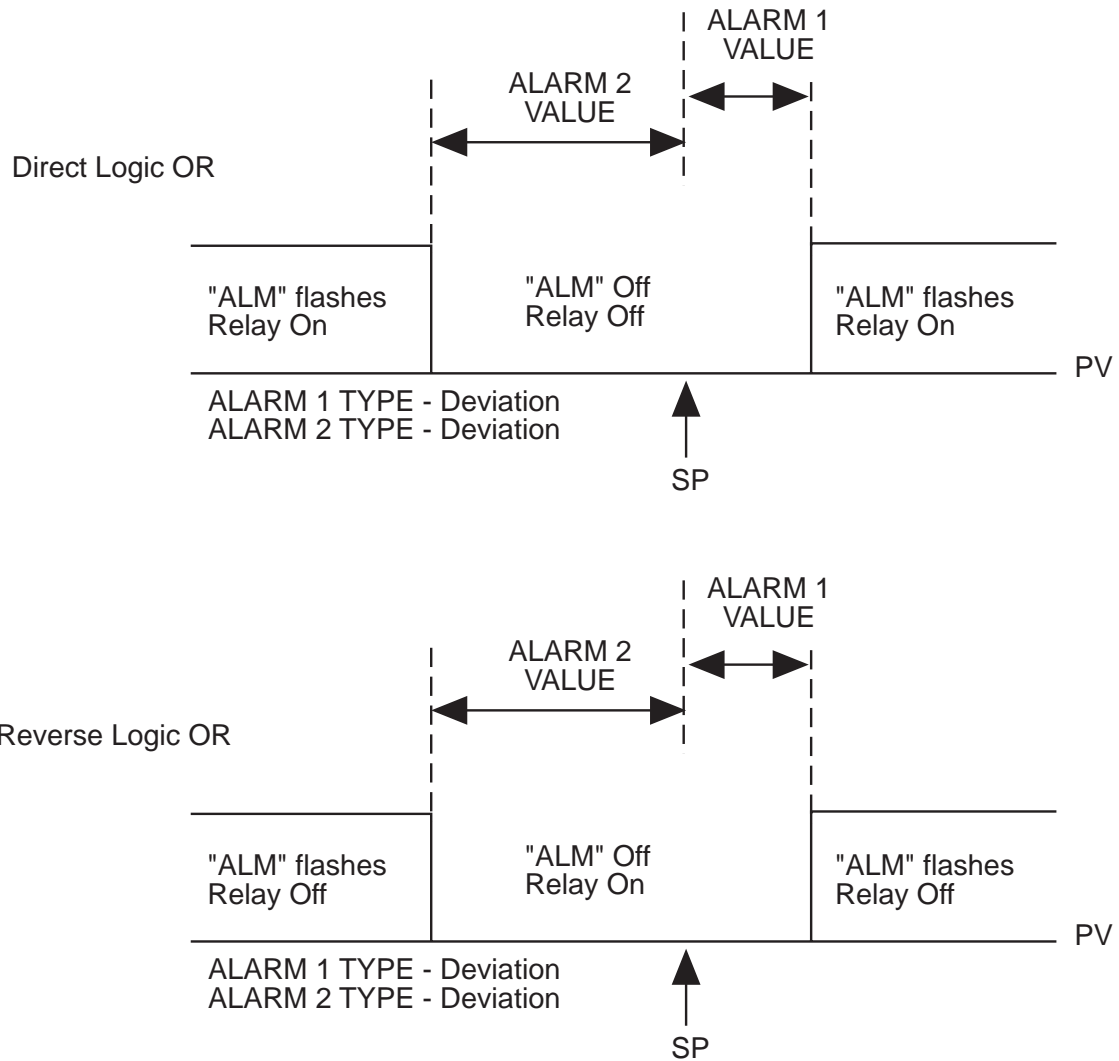 ALARM 1
VALUE
ALARM 2
VALUE
Direct Logic OR
"ALM" flashes
Relay On
"ALM" Off
Relay Off
"ALM" flashes
Relay On
PV
ALARM 1 TYPE - Deviation
ALARM 2 TYPE - Deviation
SP
ALARM 1
VALUE
ALARM 2
VALUE
Reverse Logic OR
"ALM" flashes
Relay Off
"ALM" Off
Relay On
"ALM" flashes
Relay Off
PV
ALARM 1 TYPE - Deviation
ALARM 2 TYPE - Deviation
SP